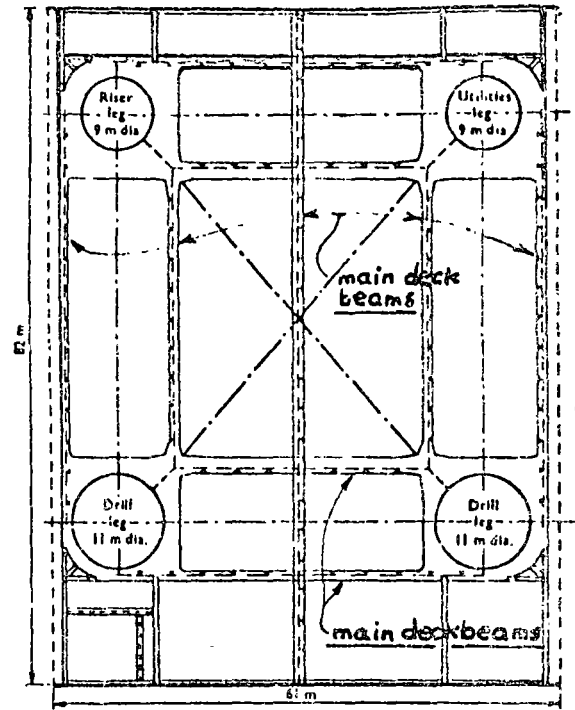 Riser
leg
9 m dia
Utilities
leg
9 m dia
main deck
beams
82 m
Drill
leg
11 m dia.
Drill
leg
11 m dia.
main deckbeams
61 m